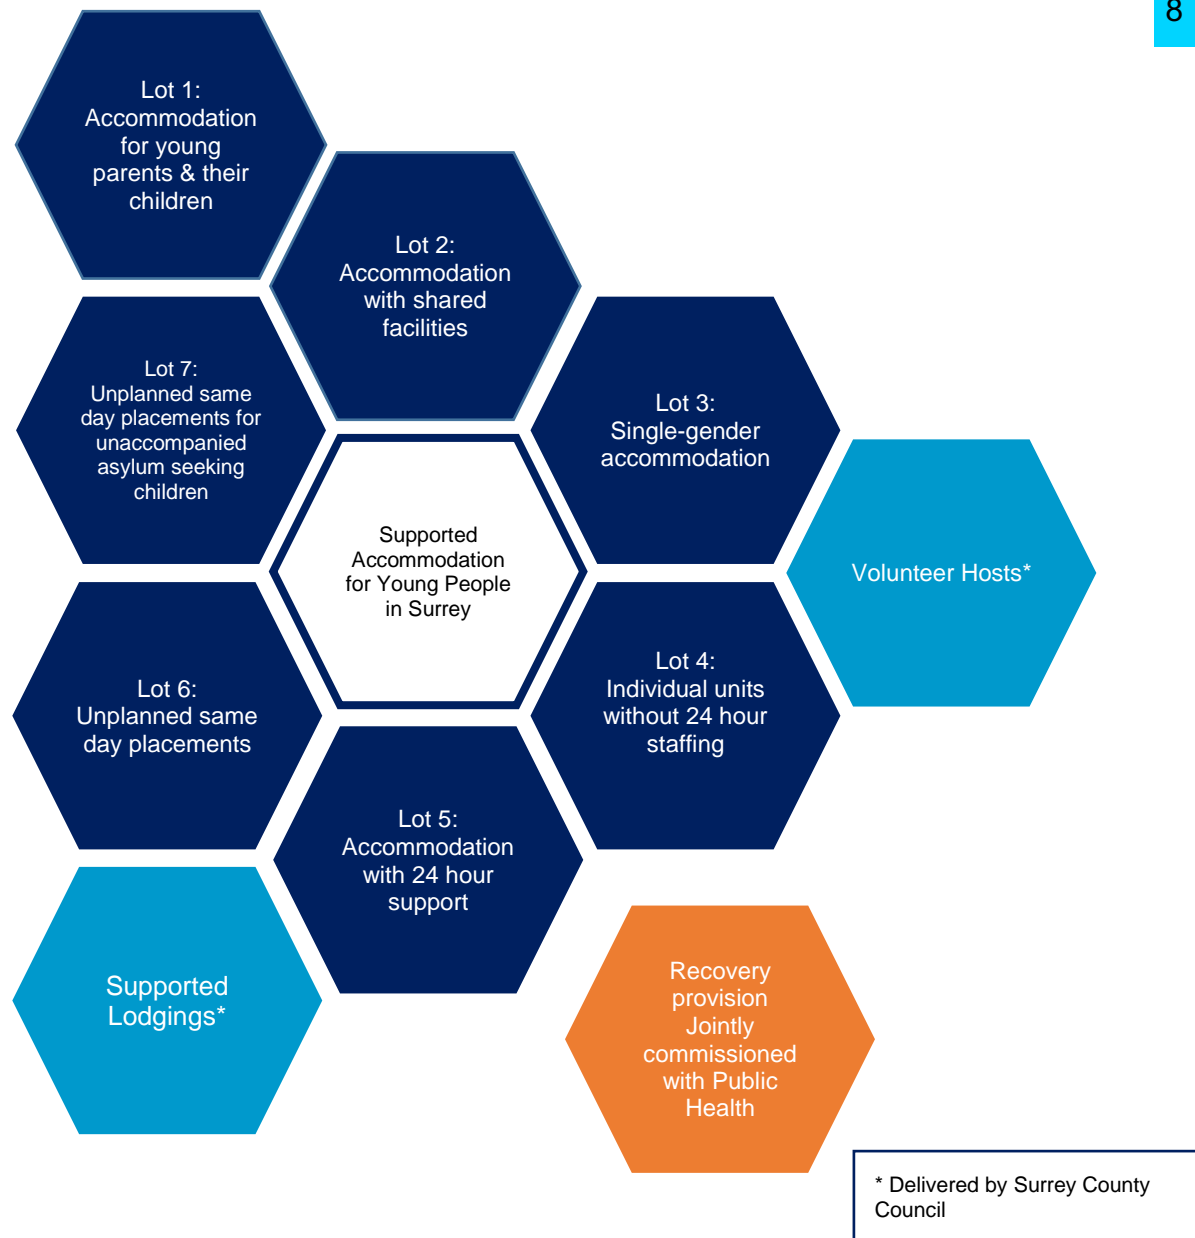 8
Lot 1:
Accommodation
for young
parents & their
children
Lot 2:
Accommodation
with shared
facilities
Lot 7:
Unplanned same
day placements for
unaccompanied
asylum seeking
children
Lot 3:
Single-gender
accommodation
Supported
Accommodation
for Young People
in Surrey
Volunteer Hosts*
Lot 6:
Unplanned same
day placements
Lot 4:
Individual units
without 24 hour
staffing
Lot 5:
Accommodation
with 24 hour
support
Supported
Lodgings*
Recovery
provision
Jointly
commissioned
with Public
Health
* Delivered by Surrey County
Council